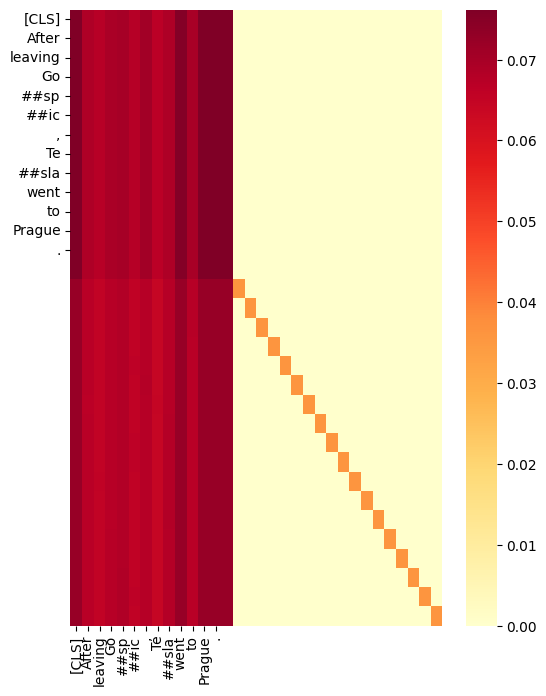 [CLS]
After
leaving
Go
##sp
##ic
,
Te
##sla
went
to
Prague
.
0.07
0.06
0.05
0.04
0.03
0.02
0.01
0.00
[CLS]
After
leaving
Go
##sp
##ic
,
Te
##sla
went
to
Prague
.